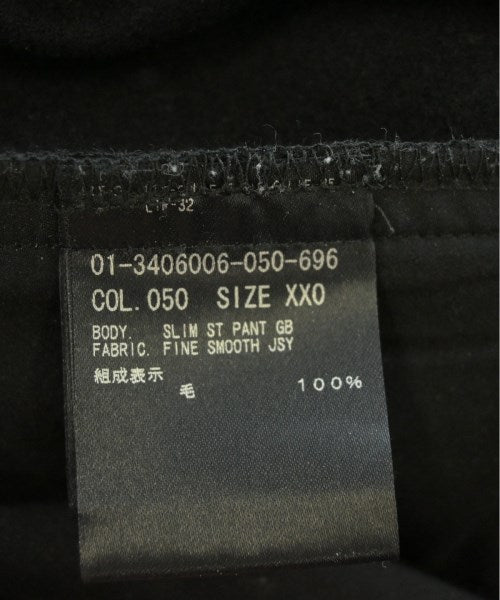 01-3406006-050-696
COL. 050 SIZE XXO
BODY. SLIM ST PANT GB
FABRIC. FINE SMOOTH JSY
組成表示
毛 100%